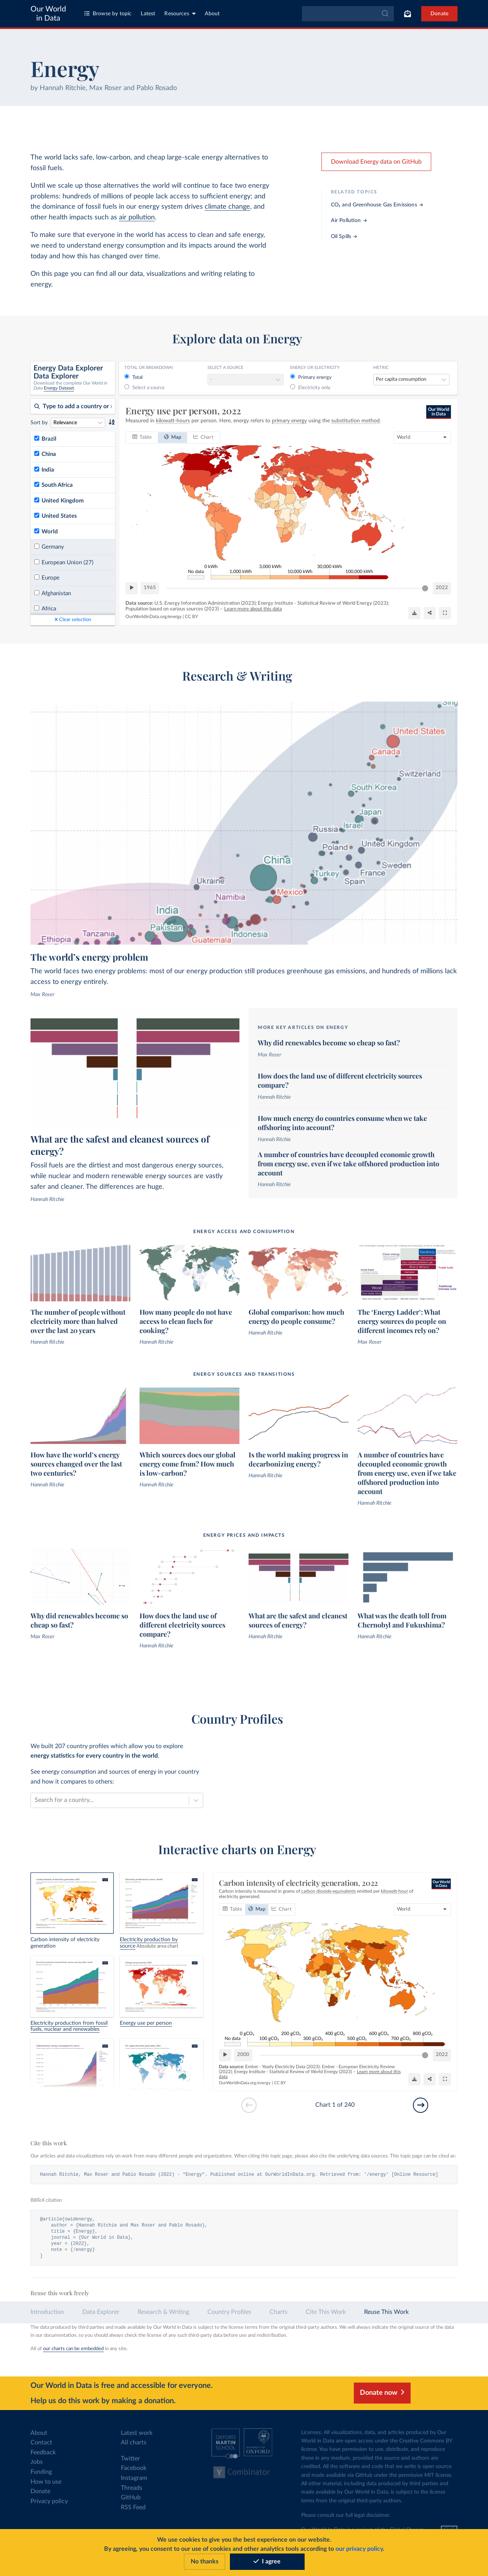 Our World
in Data
Browse by topic
Latest
Resources
About
Donate
Energy
by Hannah Ritchie, Max Roser and Pablo Rosado
The world lacks safe, low-carbon, and cheap large-scale energy alternatives to
fossil fuels.
Until we scale up those alternatives the world will continue to face two energy
problems: hundreds of millions of people lack access to sufficient energy; and
the dominance of fossil fuels in our energy system drives climate change, and
other health impacts such as air pollution.
To make sure that everyone in the world has access to clean and safe energy,
we need to understand energy consumption and its impacts around the world
today and how this has changed over time.
On this page you can find all our data, visualizations and writing relating to
energy.
Download Energy data on GitHub
RELATED TOPICS
CO₂ and Greenhouse Gas Emissions →
Air Pollution →
Oil Spills →
Explore data on Energy
Energy Data Explorer
Data Explorer
Download the complete Our World in
Data Energy Dataset.
Type to add a country or
Sort by
Relevance
Brazil
China
India
South Africa
United Kingdom
United States
World
Germany
European Union (27)
Europe
Afghanistan
Africa
✕ Clear selection
TOTAL OR BREAKDOWN
Total
Select a source
SELECT A SOURCE
ENERGY OR ELECTRICITY
Primary energy
Electricity only
METRIC
Per capita consumption
Energy use per person, 2022
Measured in kilowatt-hours per person. Here, energy refers to primary energy using the substitution method.
Our World
in Data
Table
Map
Chart
World
No data
0 kWh
1,000 kWh
3,000 kWh
10,000 kWh
30,000 kWh
100,000 kWh
1965
2022
Data source: U.S. Energy Information Administration (2023); Energy Institute - Statistical Review of World Energy (2023);
Population based on various sources (2023) – Learn more about this data
OurWorldInData.org/energy | CC BY
Research & Writing
United States
Canada
Switzerland
South Korea
Japan
Israel
Russia
United Kingdom
Poland
China
Sweden
France
Turkey
Spain
Ukraine
Mexico
Namibia
India
Pakistan
Indonesia
Tanzania
Ethiopia
Guatemala
The world's energy problem
The world faces two energy problems: most of our energy production still produces greenhouse gas emissions, and hundreds of millions lack
access to energy entirely.
Max Roser
What are the safest and cleanest sources of
energy?
Fossil fuels are the dirtiest and most dangerous energy sources,
while nuclear and modern renewable energy sources are vastly
safer and cleaner. The differences are huge.
Hannah Ritchie
MORE KEY ARTICLES ON ENERGY
Why did renewables become so cheap so fast?
Max Roser
How does the land use of different electricity sources
compare?
Hannah Ritchie
How much energy do countries consume when we take
offshoring into account?
Hannah Ritchie
A number of countries have decoupled economic growth
from energy use, even if we take offshored production into
account
Hannah Ritchie
ENERGY ACCESS AND CONSUMPTION
The number of people without
electricity more than halved
over the last 20 years
Hannah Ritchie
How many people do not have
access to clean fuels for
cooking?
Hannah Ritchie
Global comparison: how much
energy do people consume?
Hannah Ritchie
The 'Energy Ladder': What
energy sources do people on
different incomes rely on?
Max Roser
ENERGY SOURCES AND TRANSITIONS
How have the world's energy
sources changed over the last
two centuries?
Hannah Ritchie
Which sources does our global
energy come from? How much
is low-carbon?
Hannah Ritchie
Is the world making progress in
decarbonizing energy?
Hannah Ritchie
A number of countries have
decoupled economic growth
from energy use, even if we take
offshored production into
account
Hannah Ritchie
ENERGY PRICES AND IMPACTS
Why did renewables become so
cheap so fast?
Max Roser
How does the land use of
different electricity sources
compare?
Hannah Ritchie
What are the safest and cleanest
sources of energy?
Hannah Ritchie
What was the death toll from
Chernobyl and Fukushima?
Hannah Ritchie
Country Profiles
We built 207 country profiles which allow you to explore
energy statistics for every country in the world.
See energy consumption and sources of energy in your country
and how it compares to others:
Search for a country...
Interactive charts on Energy
Carbon intensity of electricity
generation
Electricity production by
source Absolute area chart
Electricity production from fossil
fuels, nuclear and renewables
Energy use per person
Carbon intensity of electricity generation, 2022
Carbon intensity is measured in grams of carbon dioxide-equivalents emitted per kilowatt-hour of
electricity generated.
Our World
in Data
Table
Map
Chart
World
No data
0 gCO₂
100 gCO₂
200 gCO₂
300 gCO₂
400 gCO₂
500 gCO₂
600 gCO₂
700 gCO₂
800 gCO₂
2000
2022
Data source: Ember - Yearly Electricity Data (2023); Ember - European Electricity Review
(2022); Energy Institute - Statistical Review of World Energy (2023) – Learn more about this
data
OurWorldInData.org/energy | CC BY
Chart 1 of 240
Cite this work
Our articles and data visualizations rely on work from many different people and organizations. When citing this topic page, please also cite the underlying data sources. This topic page can be cited as:
Hannah Ritchie, Max Roser and Pablo Rosado (2022) - "Energy". Published online at OurWorldInData.org. Retrieved from: '/energy' [Online Resource]
BibTeX citation
@article{owidenergy,
author = {Hannah Ritchie and Max Roser and Pablo Rosado},
title = {Energy},
journal = {Our World in Data},
year = {2022},
note = {/energy}
}
Reuse this work freely
Introduction
Data Explorer
Research & Writing
Country Profiles
Charts
Cite This Work
Reuse This Work
The data produced by third parties and made available by Our World in Data is subject to the license terms from the original third-party authors. We will always indicate the original source of the data
in our documentation, so you should always check the license of any such third-party data before use and redistribution.
All of our charts can be embedded in any site.
Our World in Data is free and accessible for everyone.
Help us do this work by making a donation.
Donate now
About
Contact
Feedback
Jobs
Funding
How to use
Donate
Privacy policy
Latest work
All charts
Twitter
Facebook
Instagram
Threads
GitHub
RSS Feed
OXFORD
MARTIN
SCHOOL
OXFORD
Y Combinator
Licenses: All visualizations, data, and articles produced by Our
World in Data are open access under the Creative Commons BY
license. You have permission to use, distribute, and reproduce
these in any medium, provided the source and authors are
credited. All the software and code that we write is open source
and made available via GitHub under the permissive MIT license.
All other material, including data produced by third parties and
made available by Our World in Data, is subject to the license
terms from the original third-party authors.
Please consult our full legal disclaimer.
We use cookies to give you the best experience on our website.
By agreeing, you consent to our use of cookies and other analytics tools according to our privacy policy.
No thanks
I agree